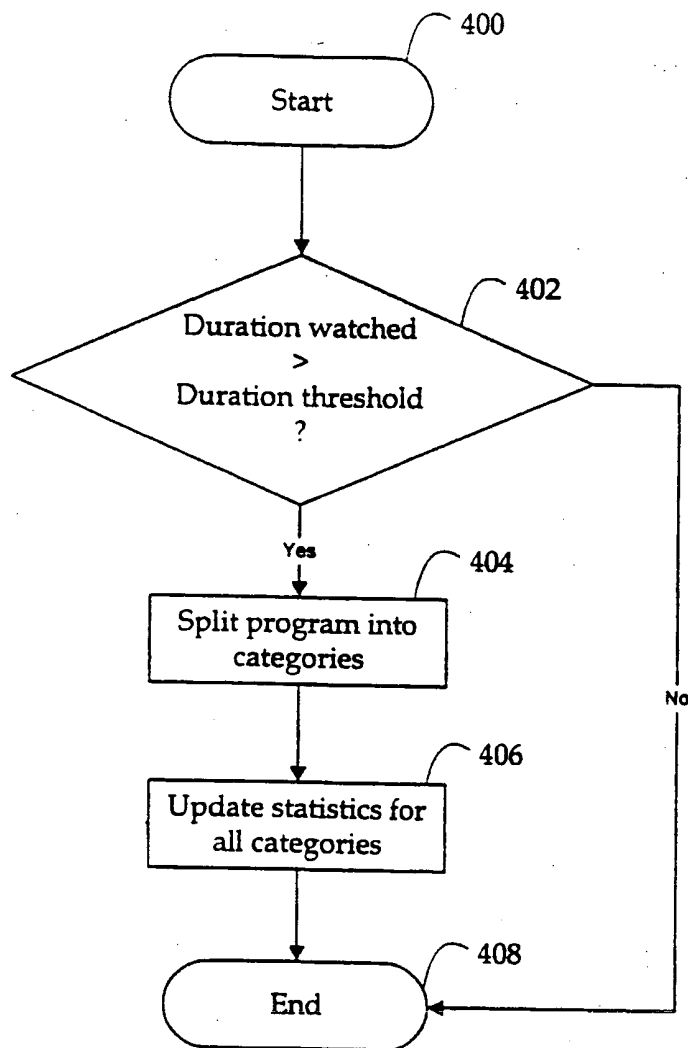 400
Start
402
Duration watched
>
Duration threshold
?
Yes
404
Split program into
categories
No
406
Update statistics for
all categories
408
End